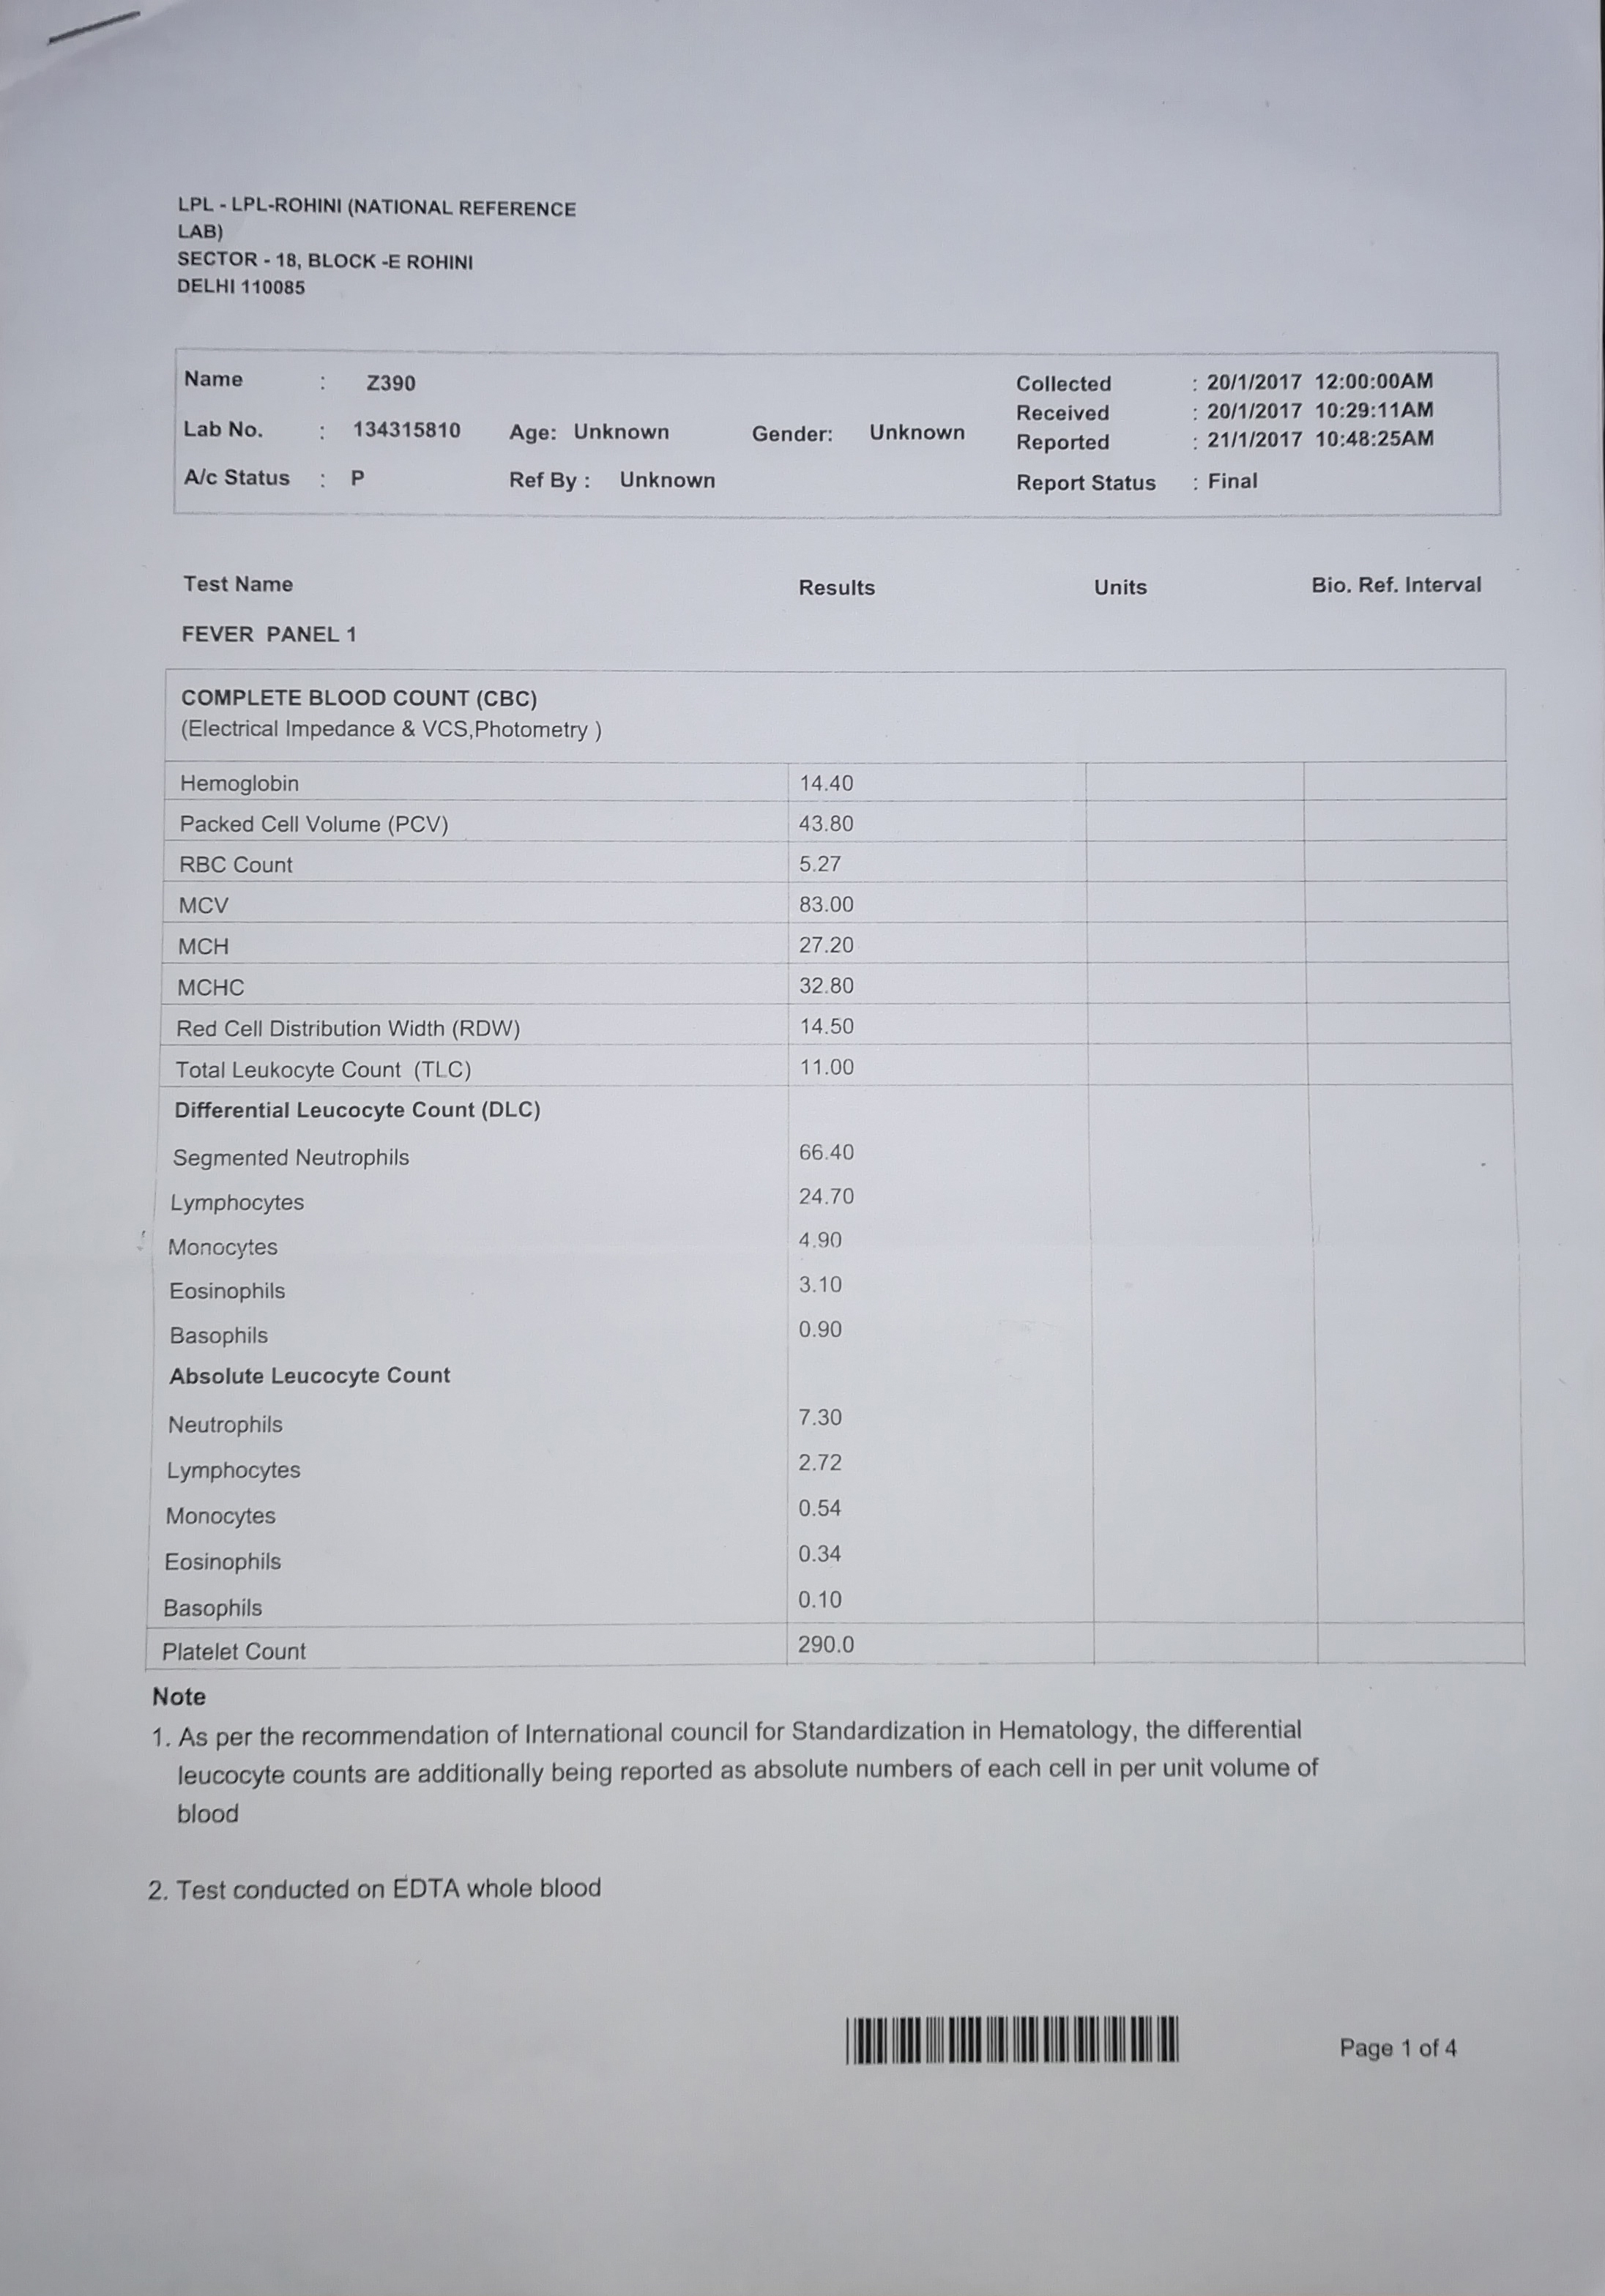 LPL - LPL-ROHINI (NATIONAL REFERENCE
LAB)
SECTOR - 18, BLOCK -E ROHINI
DELHI 110085
Name : Z390 Collected : 20/1/2017 12:00:00AM
Received : 20/1/2017 10:29:11AM
Lab No. : 134315810 Age: Unknown Gender: Unknown Reported : 21/1/2017 10:48:25AM
A/c Status : P Ref By : Unknown Report Status : Final
Test Name Results Units Bio. Ref. Interval
FEVER PANEL 1
COMPLETE BLOOD COUNT (CBC)
(Electrical Impedance & VCS,Photometry )
Hemoglobin 14.40
Packed Cell Volume (PCV) 43.80
RBC Count 5.27
MCV 83.00
MCH 27.20
MCHC 32.80
Red Cell Distribution Width (RDW) 14.50
Total Leukocyte Count (TLC) 11.00
Differential Leucocyte Count (DLC)
Segmented Neutrophils 66.40
Lymphocytes 24.70
Monocytes 4.90
Eosinophils 3.10
Basophils 0.90
Absolute Leucocyte Count
Neutrophils 7.30
Lymphocytes 2.72
Monocytes 0.54
Eosinophils 0.34
Basophils 0.10
Platelet Count 290.0
Note
1. As per the recommendation of International council for Standardization in Hematology, the differential
leucocyte counts are additionally being reported as absolute numbers of each cell in per unit volume of
blood
2. Test conducted on EDTA whole blood
Page 1 of 4